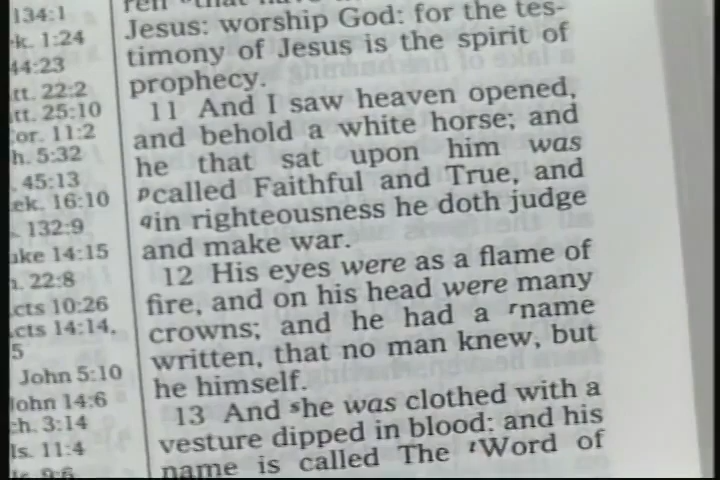 134:1
k. 1:24
44:23
tt. 22:2
tt. 25:10
or. 11:2
h. 5:32
45:13
ek. 16:10
132:9
ke 14:15
22:8
cts 10:26
cts 14:14,
5
John 5:10
ohn 14:6
h. 3:14
ls. 11:4
9:6
Jesus: worship God: for the tes-
timony of Jesus is the spirit of
prophecy.
11 And I saw heaven opened,
and behold a white horse; and
he that sat upon him was
pcalled Faithful and True, and
qin righteousness he doth judge
and make war.
12 His eyes were as a flame of
fire, and on his head were many
crowns; and he had a rname
written, that no man knew, but
he himself.
13 And she was clothed with a
vesture dipped in blood: and his
name is called The tWord of